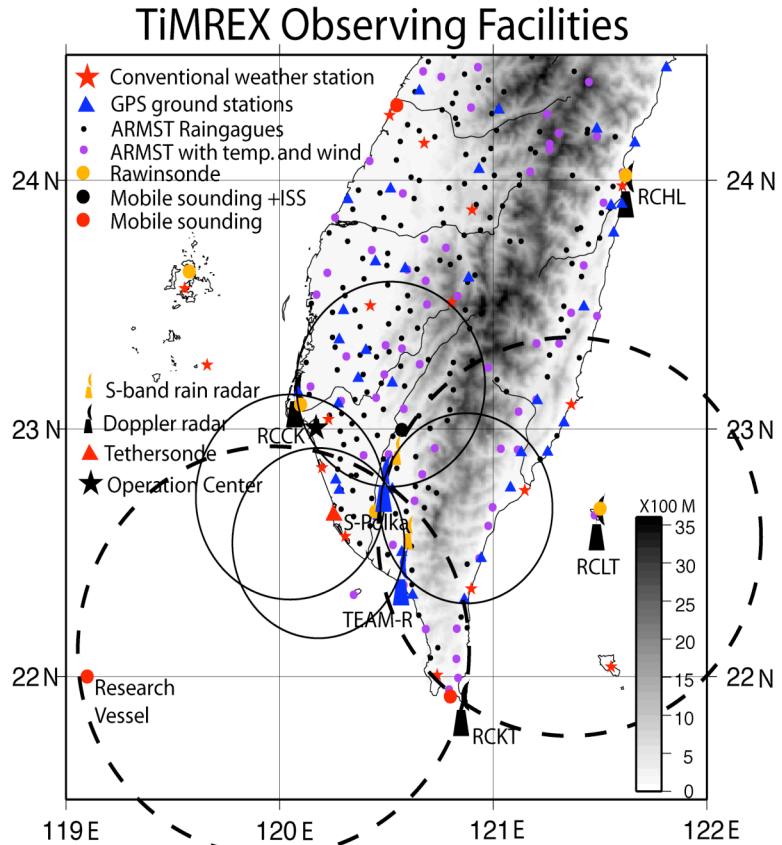 TiMREX Observing Facilities
Conventional weather station
GPS ground stations
ARMST Raingagues
ARMST with temp. and wind
Rawinsonde
Mobile sounding +ISS
Mobile sounding
24 N
24 N
RCHL
S-band rain radar
Doppler radar
23 N
23 N
RCCK
Tethersonde
Operation Center
X100 M
35
30
25
20
15
10
5
0
S-Polka
RCLT
TEAM-R
22 N
22 N
Research
Vessel
RCKT
119 E
120 E
121 E
122 E